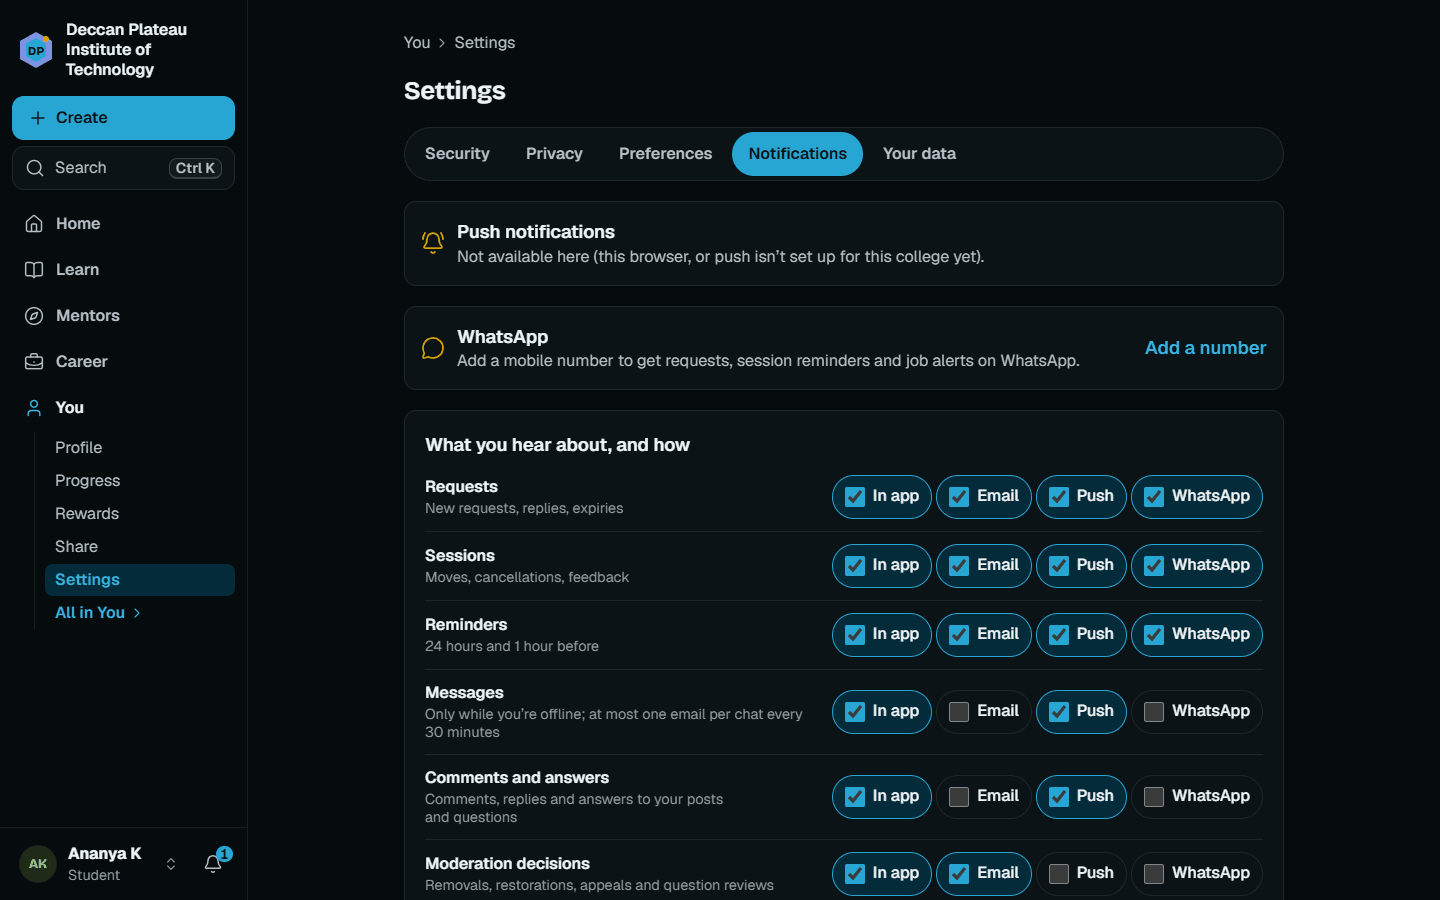 Deccan Plateau
Institute of
Technology
DP
Create
Search
Ctrl K
Home
Learn
Mentors
Career
You
Profile
Progress
Rewards
Share
Settings
All in You
AK
Ananya K
Student
1
You
Settings
Settings
Security
Privacy
Preferences
Notifications
Your data
Push notifications
Not available here (this browser, or push isn’t set up for this college yet).
WhatsApp
Add a mobile number to get requests, session reminders and job alerts on WhatsApp.
Add a number
What you hear about, and how
Requests
New requests, replies, expiries
In app
Email
Push
WhatsApp
Sessions
Moves, cancellations, feedback
In app
Email
Push
WhatsApp
Reminders
24 hours and 1 hour before
In app
Email
Push
WhatsApp
Messages
Only while you’re offline; at most one email per chat every
30 minutes
In app
Email
Push
WhatsApp
Comments and answers
Comments, replies and answers to your posts
and questions
In app
Email
Push
WhatsApp
Moderation decisions
Removals, restorations, appeals and question reviews
In app
Email
Push
WhatsApp